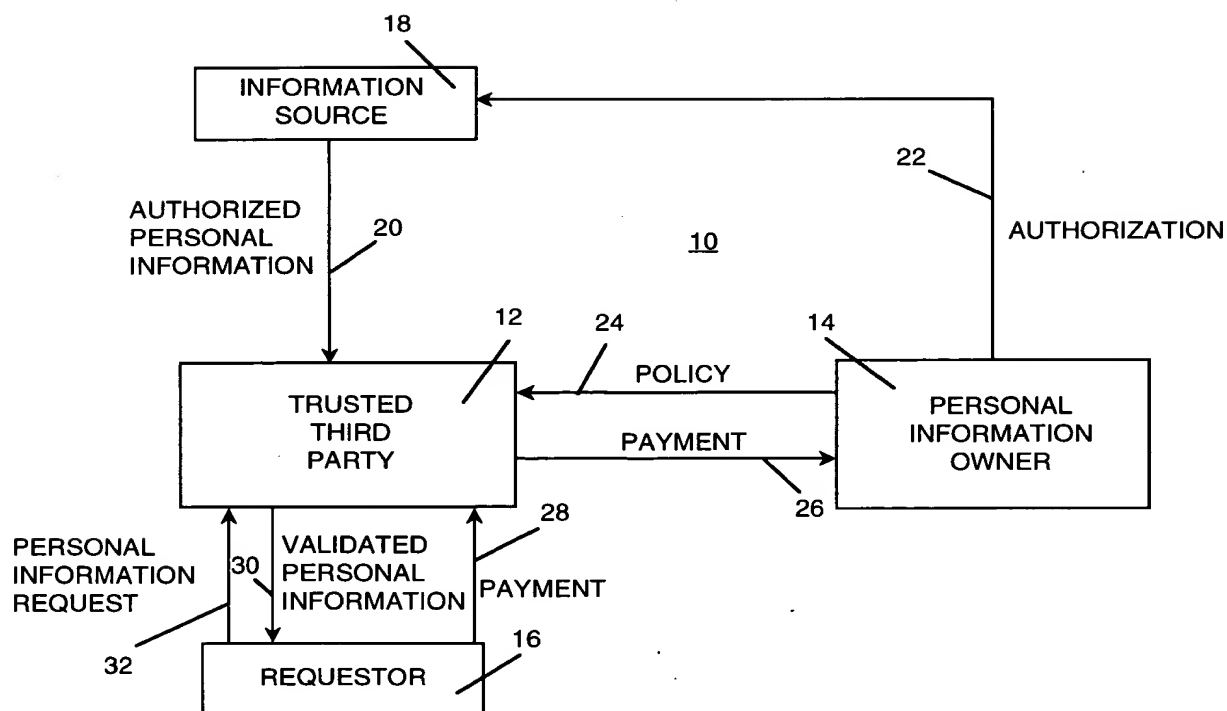 18
INFORMATION
SOURCE
22
AUTHORIZED
PERSONAL
INFORMATION
20
10
AUTHORIZATION
12
24
14
POLICY
TRUSTED
THIRD
PARTY
PERSONAL
INFORMATION
OWNER
PAYMENT
26
28
PERSONAL
INFORMATION
REQUEST
30
VALIDATED
PERSONAL
INFORMATION
PAYMENT
32
16
REQUESTOR